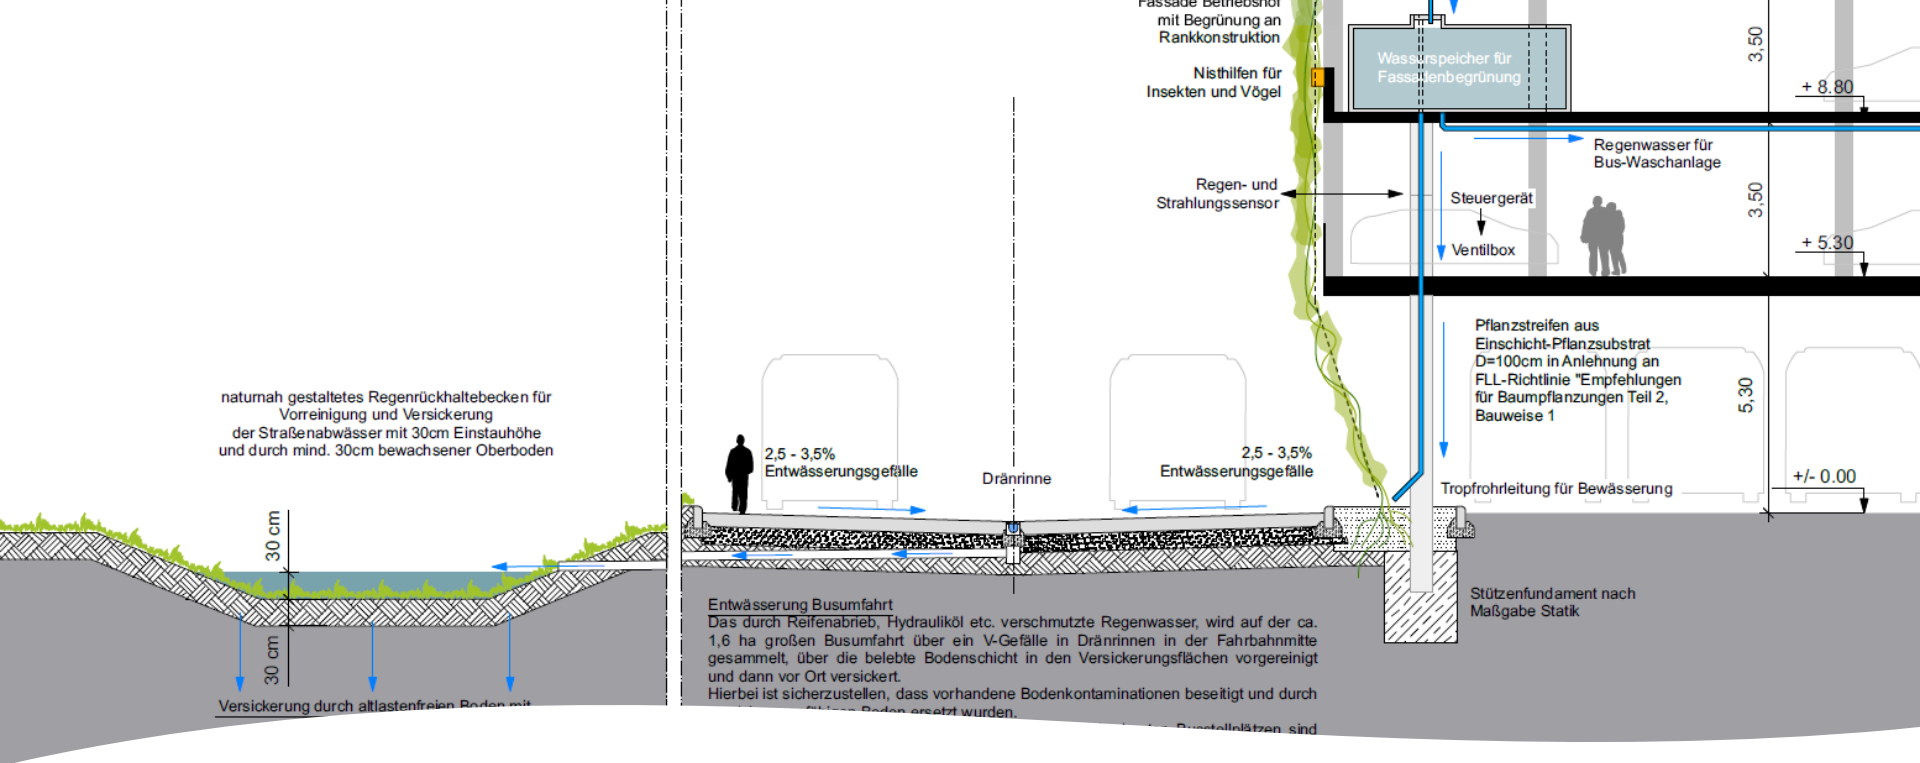 Fassade Betriebshof
mit Begrünung an
Rankkonstruktion
Nisthilfen für
Insekten und Vögel
Wasserspeicher für
Fassadenbegrünung
3,50
+ 8.80
Regenwasser für
Bus-Waschanlage
Regen- und
Strahlungssensor
Steuergerät
Ventilbox
3,50
+ 5.30
Pflanzstreifen aus
Einschicht-Pflanzsubstrat
D=100cm in Anlehnung an
FLL-Richtlinie "Empfehlungen
für Baumpflanzungen Teil 2,
Bauweise 1
5,30
+/- 0.00
naturnah gestaltetes Regenrückhaltebecken für
Vorreinigung und Versickerung
der Straßenabwässer mit 30cm Einstauhöhe
und durch mind. 30cm bewachsener Oberboden
2,5 - 3,5%
Entwässerungsgefälle
Dränrinne
2,5 - 3,5%
Entwässerungsgefälle
Tropfrohrleitung für Bewässerung
30 cm
30 cm
Versickerung durch altlastenfreien Boden mit
Stützenfundament nach
Maßgabe Statik
Entwässerung Busumfahrt
Das durch Reifenabrieb, Hydrauliköl etc. verschmutzte Regenwasser, wird auf der ca.
1,6 ha großen Busumfahrt über ein V-Gefälle in Dränrinnen in der Fahrbahnmitte
gesammelt, über die belebte Bodenschicht in den Versickerungsflächen vorgereinigt
und dann vor Ort versickert.
Hierbei ist sicherzustellen, dass vorhandene Bodenkontaminationen beseitigt und durch
Boden ersetzt wurden.
Busstellplätzen sind